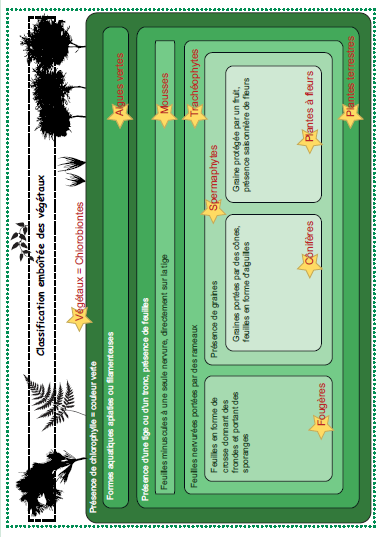 Classification emboîtée des végétaux
Végétaux = Chlorobiontes
Présence de chlorophylle = couleur verte
Algues vertes
Formes aquatiques aplaties ou filamenteuses
Plantes terrestres
Présence d'une tige ou d'un tronc, présence de feuilles
Mousses
Feuilles minuscules à une seule nervure, directement sur la tige
Trachéophytes
Feuilles nervurées portées par des rameaux
Fougères
Feuilles en forme de
crosse donnant des
frondes et portant des
sporanges
Spermaphytes
Présence de graines
Conifères
Graines portées par des cônes,
feuilles en forme d'aiguilles
Plantes à fleurs
Graine protégée par un fruit,
présence saisonnière de fleurs